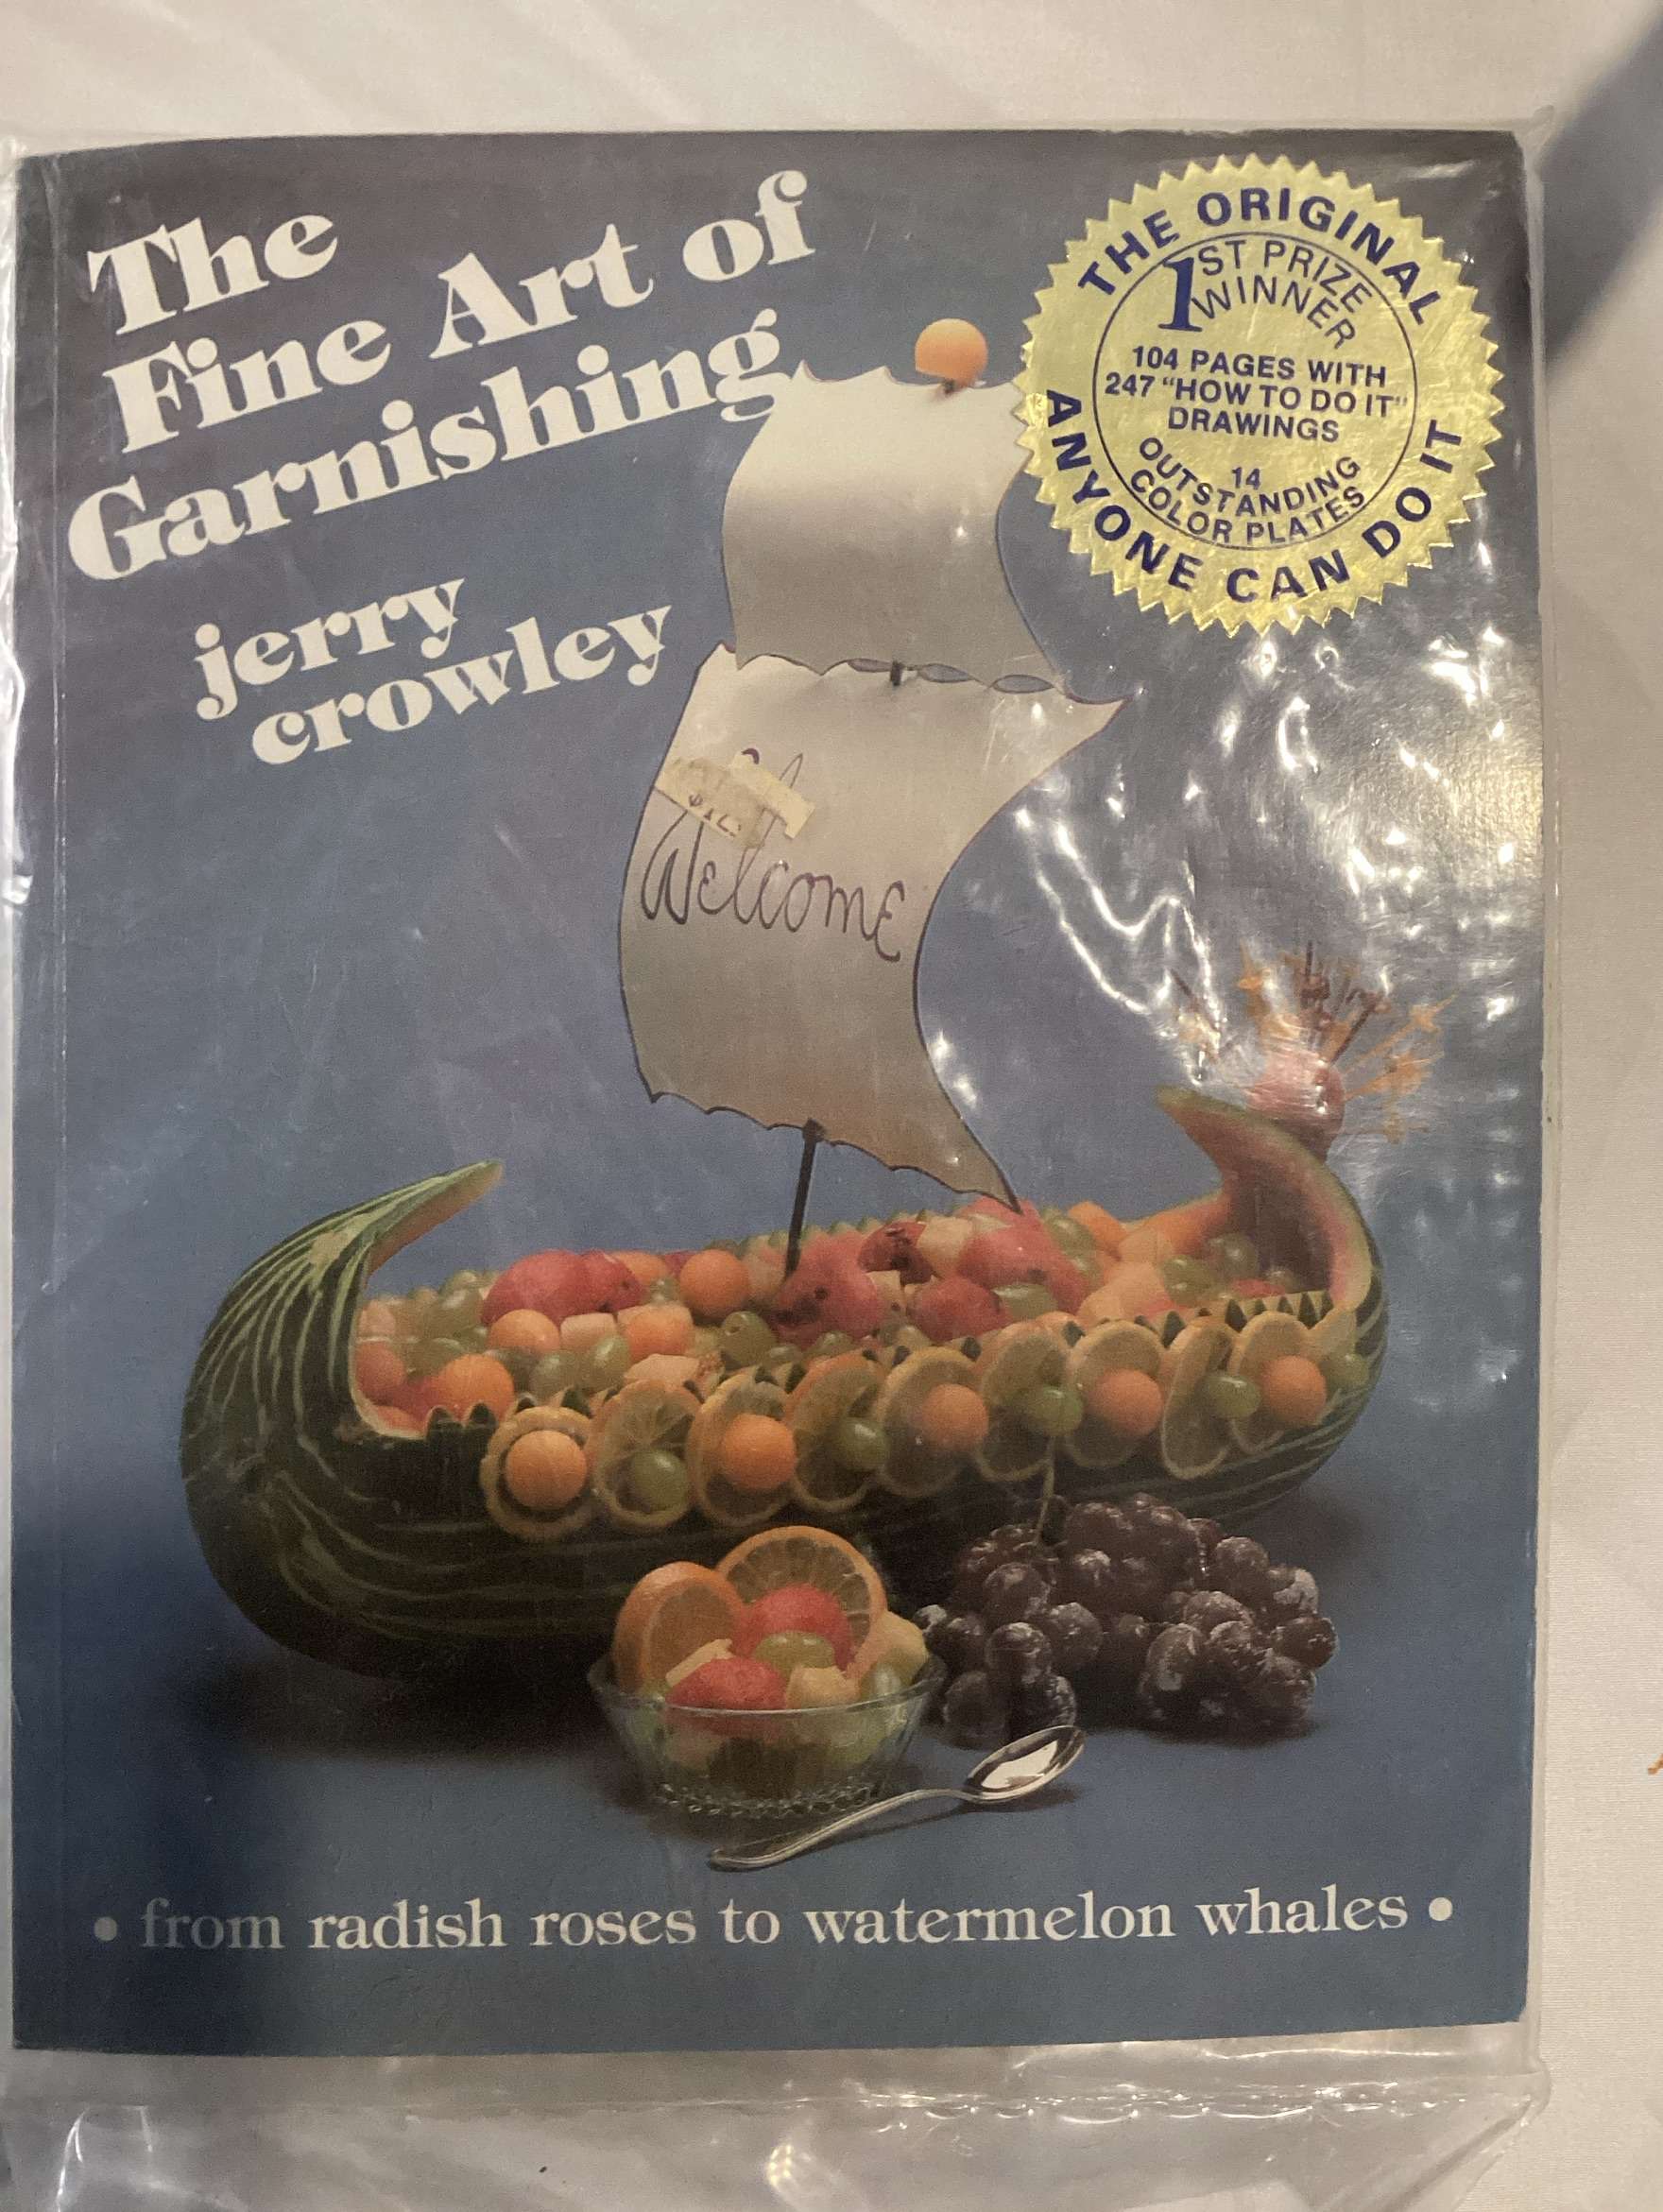 The
Fine Art of
Garnishing
jerry
crowley
THE ORIGINAL
1ST PRIZE
WINNER
104 PAGES WITH
247 "HOW TO DO IT"
DRAWINGS
14
OUTSTANDING
COLOR PLATES
ANYONE CAN DO IT
Welcome
• from radish roses to watermelon whales •